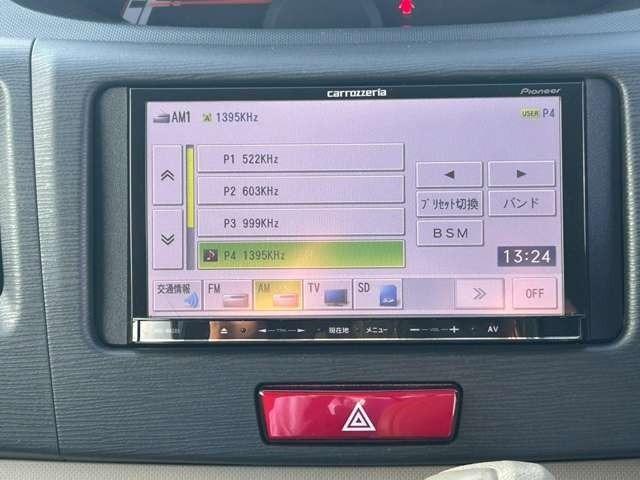 carrozzeria
Pioneer
AM1 1395KHz
USER P4
P1 522KHz
P2 603KHz
P3 999KHz
P4 1395KHz
プリセット切換
バンド
BSM
13:24
交通情報
FM
AM
TV
SD
OFF
TRK
現在地
メニュー
− VOL +
AV